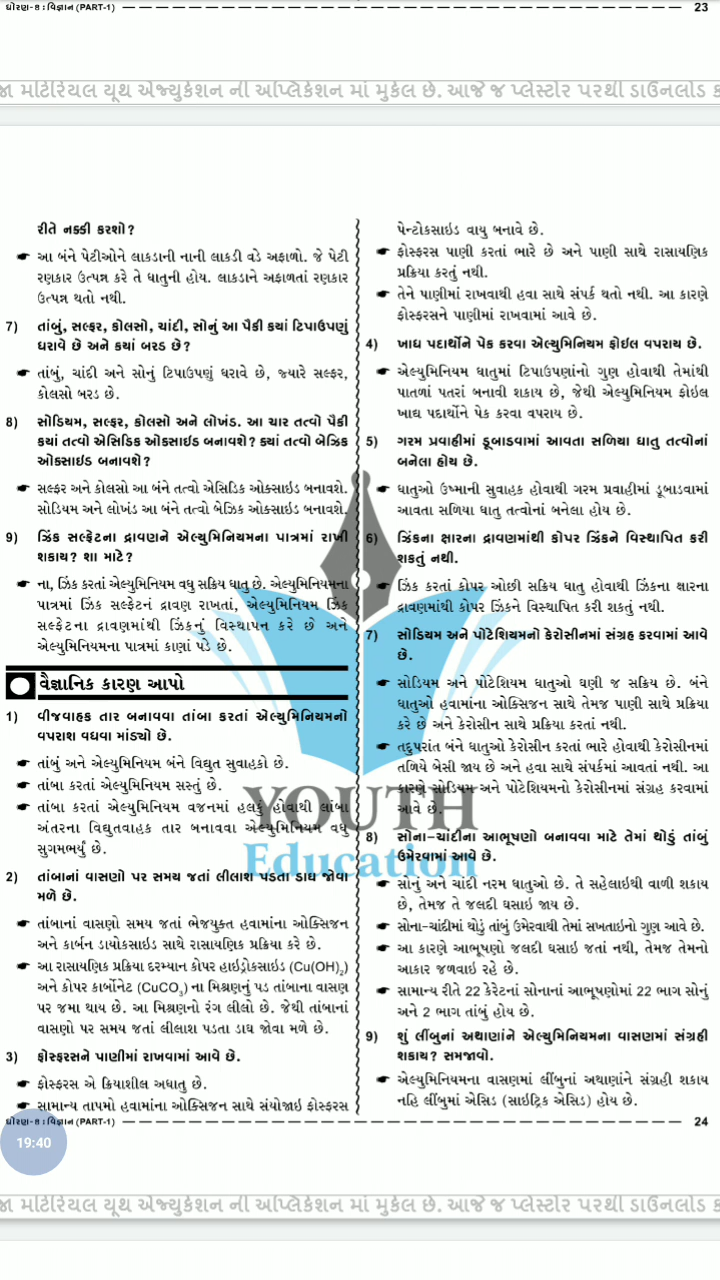 ધોરણ-૮ : વિજ્ઞાન (PART-1)
23
જા મટિરિયલ યૂથ એજ્યુકેશન ની અપ્લિકેશન માં મુકેલ છે. આજે જ પ્લેસ્ટોર પરથી ડાઉનલોડ ક
રીતે નક્કી કરશો?
આ બંને પેટીઓને લાકડાની નાની લાકડી વડે અફાળો. જે પેટી
રણકાર ઉત્પન્ન કરે તે ધાતુની હોય. લાકડાને અફાળતાં રણકાર
ઉત્પન્ન થતો નથી.
7) તાંબું, સલ્ફર, કોલસો, ચાંદી, સોનું આ પૈકી કયાં ટિપાઉપણું
ધરાવે છે અને કયાં બરડ છે?
તાંબું, ચાંદી અને સોનું ટિપાઉપણું ધરાવે છે, જ્યારે સલ્ફર,
કોલસો બરડ છે.
8) સોડિયમ, સલ્ફર, કોલસો અને લોખંડ. આ ચાર તત્વો પૈકી
કયાં તત્વો એસિડિક ઓકસાઇડ બનાવશે? ક્યાં તત્વો બેઝિક
ઓકસાઇડ બનાવશે?
સલ્ફર અને કોલસો આ બંને તત્વો એસિડિક ઓક્સાઇડ બનાવશે.
સોડિયમ અને લોખંડ આ બંને તત્વો બેઝિક ઓક્સાઇડ બનાવશે.
9) ઝિંક સલ્ફેટના દ્રાવણને એલ્યુમિનિયમના પાત્રમાં રાખી
શકાય? શા માટે?
ના, ઝિંક કરતાં એલ્યુમિનિયમ વધુ સક્રિય ધાતુ છે. એલ્યુમિનિયમના
પાત્રમાં ઝિંક સલ્ફેટનં દ્રાવણ રાખતાં, એલ્યુમિનિયમ ઝિંક
સલ્ફેટના દ્રાવણમાંથી ઝિંકનું વિસ્થાપન કરે છે અને
એલ્યુમિનિયમના પાત્રમાં કાણાં પડે છે.
વૈજ્ઞાનિક કારણ આપો
1) વીજવાહક તાર બનાવવા તાંબા કરતાં એલ્યુમિનિયમનો
વપરાશ વધવા માંડ્યો છે.
તાંબું અને એલ્યુમિનિયમ બંને વિદ્યુત સુવાહકો છે.
તાંબા કરતાં એલ્યુમિનિયમ સસ્તું છે.
તાંબા કરતાં એલ્યુમિનિયમ વજનમાં હલકું હોવાથી લાંબા
અંતરના વિદ્યુતવાહક તાર બનાવવા એલ્યુમિનિયમ વધુ
સુગમભર્યું છે.
2) તાંબાનાં વાસણો પર સમય જતાં લીલાશ પડતા ડાઘ જોવા
મળે છે.
તાંબાનાં વાસણો સમય જતાં ભેજયુક્ત હવામાંના ઓક્સિજન
અને કાર્બન ડાયોકસાઇડ સાથે રાસાયણિક પ્રક્રિયા કરે છે.
આ રાસાયણિક પ્રક્રિયા દરમ્યાન કોપર હાઇડ્રોકસાઇડ (Cu(OH)₂)
અને કોપર કાર્બોનેટ (CuCO₃) ના મિશ્રણનું પડ તાંબાના વાસણ
પર જમા થાય છે. આ મિશ્રણનો રંગ લીલો છે. જેથી તાંબાનાં
વાસણો પર સમય જતાં લીલાશ પડતા ડાઘ જોવા મળે છે.
3) ફોસ્ફરસને પાણીમાં રાખવામાં આવે છે.
ફોસ્ફરસ એ ક્રિયાશીલ અધાતુ છે.
સામાન્ય તાપમો હવામાંના ઓક્સિજન સાથે સંયોજાઇ ફોસ્ફરસ
પેન્ટોકસાઇડ વાયુ બનાવે છે.
ફોસ્ફરસ પાણી કરતાં ભારે છે અને પાણી સાથે રાસાયણિક
પ્રક્રિયા કરતું નથી.
તેને પાણીમાં રાખવાથી હવા સાથે સંપર્ક થતો નથી. આ કારણે
ફોસ્ફરસને પાણીમાં રાખવામાં આવે છે.
4) ખાદ્ય પદાર્થોને પેક કરવા એલ્યુમિનિયમ ફોઇલ વપરાય છે.
એલ્યુમિનિયમ ધાતુમાં ટિપાઉપણાંનો ગુણ હોવાથી તેમાંથી
પાતળાં પતરાં બનાવી શકાય છે, જેથી એલ્યુમિનિયમ ફોઇલ
ખાદ્ય પદાર્થોને પેક કરવા વપરાય છે.
5) ગરમ પ્રવાહીમાં ડૂબાડવામાં આવતા સળિયા ધાતુ તત્વોનાં
બનેલા હોય છે.
ધાતુઓ ઉષ્માની સુવાહક હોવાથી ગરમ પ્રવાહીમાં ડૂબાડવામાં
આવતા સળિયા ધાતુ તત્વોનાં બનેલા હોય છે.
6) ઝિંકના ક્ષારના દ્રાવણમાંથી કોપર ઝિંકને વિસ્થાપિત કરી
શકતું નથી.
ઝિંક કરતાં કોપર ઓછી સક્રિય ધાતુ હોવાથી ઝિંકના ક્ષારના
દ્રાવણમાંથી કોપર ઝિંકને વિસ્થાપિત કરી શકતું નથી.
7) સોડિયમ અને પોટેશિયમનો કેરોસીનમાં સંગ્રહ કરવામાં આવે
છે.
સોડિયમ અને પોટેશિયમ ધાતુઓ ઘણી જ સક્રિય છે. બંને
ધાતુઓ હવામાંના ઓક્સિજન સાથે તેમજ પાણી સાથે પ્રક્રિયા
કરે છે અને કેરોસીન સાથે પ્રક્રિયા કરતાં નથી.
તદુપરાંત બંને ધાતુઓ કેરોસીન કરતાં ભારે હોવાથી કેરોસીનમાં
તળિયે બેસી જાય છે અને હવા સાથે સંપર્કમાં આવતાં નથી. આ
કારણે સોડિયમ અને પોટેશિયમનો કેરોસીનમાં સંગ્રહ કરવામાં
આવે છે.
8) સોના-ચાંદીના આભૂષણો બનાવવા માટે તેમાં થોડું તાંબું
ઉમેરવામાં આવે છે.
સોનું અને ચાંદી નરમ ધાતુઓ છે. તે સહેલાઇથી વાળી શકાય
છે, તેમજ તે જલદી ઘસાઇ જાય છે.
સોના-ચાંદીમાં થોડું તાંબું ઉમેરવાથી તેમાં સખતાઇનો ગુણ આવે છે.
આ કારણે આભૂષણો જલદી ઘસાઇ જતાં નથી, તેમજ તેમનો
આકાર જળવાઇ રહે છે.
સામાન્ય રીતે 22 કેરેટનાં સોનાનાં આભૂષણોમાં 22 ભાગ સોનું
અને 2 ભાગ તાંબું હોય છે.
9) શું લીંબુનાં અથાણાંને એલ્યુમિનિયમના વાસણમાં સંગ્રહી
શકાય? સમજાવો.
એલ્યુમિનિયમના વાસણમાં લીંબુનાં અથાણાંને સંગ્રહી શકાય
નહિ લીંબુમાં એસિડ (સાઇટ્રિક એસિડ) હોય છે.
YOUTH
Education
ધોરણ-૮ : વિજ્ઞાન (PART-1)
24
19:40
જા મટિરિયલ યૂથ એજ્યુકેશન ની અપ્લિકેશન માં મુકેલ છે. આજે જ પ્લેસ્ટોર પરથી ડાઉનલોડ ક